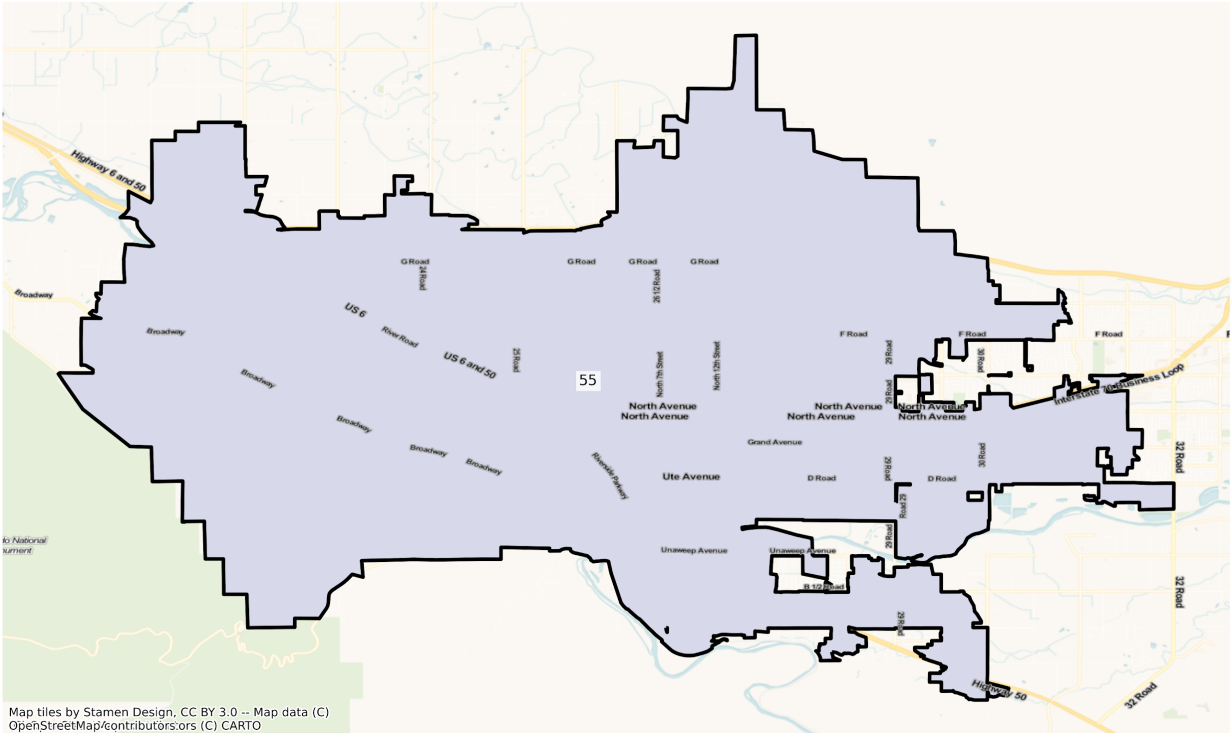 Highway 6 and 50
G Road
G Road
G Road
G Road
24 Road
26 1/2 Road
Broadway
US 6
Broadway
River Road
F Road
F Road
F Road
29 Road
30 Road
25 Road
US 6 and 50
North 7th Street
North 12th Street
Broadway
55
29 Road
Interstate 70 Business Loop
North Avenue
North Avenue
North Avenue
North Avenue
North Avenue
North Avenue
Broadway
Grand Avenue
Broadway
Broadway
30 Road
32 Road
Riverside Parkway
Ute Avenue
29 Road
D Road
D Road
Road 29
29 Road
Unaweep Avenue
Unaweep Avenue
do National
nument
B 1/2 Road
32 Road
29 Road
Highway 50
32 Road
Map tiles by Stamen Design, CC BY 3.0 -- Map data (C)
OpenStreetMap contributors (C) CARTO